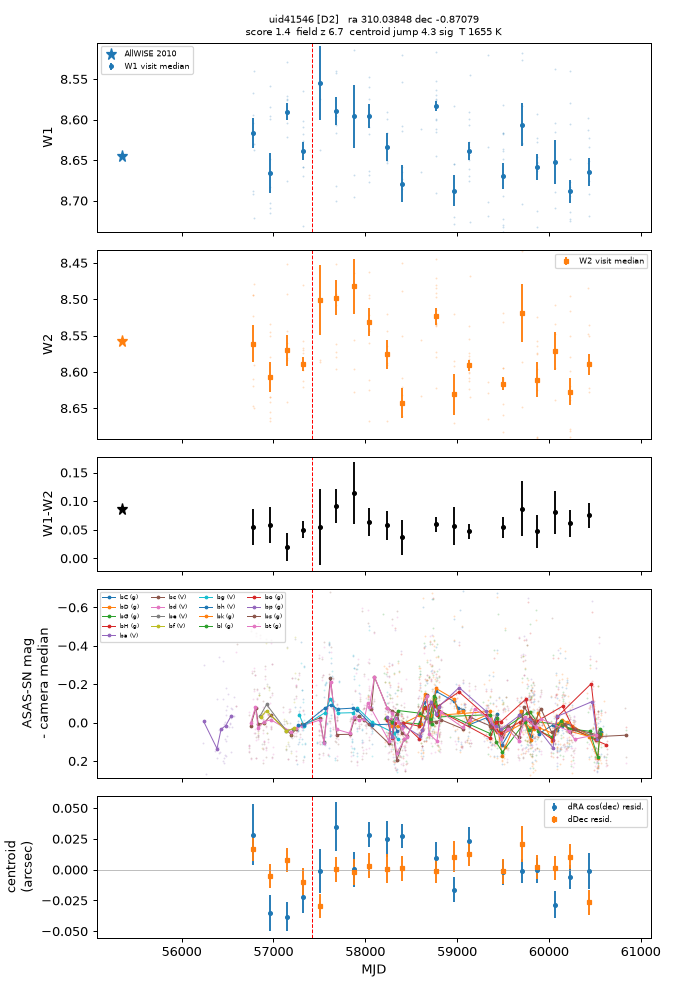 uid41546 [D2]   ra 310.03848 dec -0.87079
score 1.4  field z 6.7  centroid jump 4.3 sig  T 1655 K
AllWISE 2010
W1 visit median
8.55
8.60
8.65
8.70
W1
W2 visit median
8.45
8.50
8.55
8.60
8.65
W2
0.15
0.10
0.05
0.00
W1-W2
bC (g)
bc (V)
bg (V)
bo (g)
bD (g)
bd (V)
bh (V)
bp (g)
bG (g)
be (V)
bk (g)
bs (g)
bH (g)
bf (V)
bl (g)
bt (g)
ba (V)
−0.6
−0.4
−0.2
0.0
0.2
ASAS-SN mag
- camera median
dRA cos(dec) resid.
dDec resid.
0.050
0.025
0.000
−0.025
−0.050
centroid
(arcsec)
56000
57000
58000
59000
60000
61000
MJD